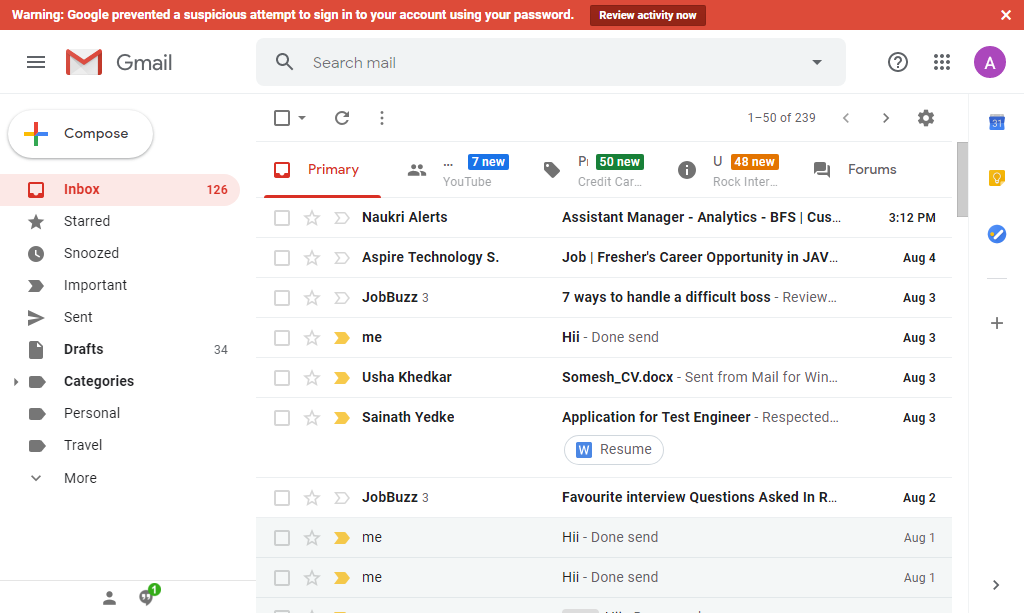 Warning: Google prevented a suspicious attempt to sign in to your account using your password. Review activity now
Gmail
Search mail
A
Compose
1–50 of 239
31
Primary
... 7 new
YouTube
50 new
Credit Car...
U 48 new
Rock Inter...
Forums
Inbox 126
Starred
Snoozed
Important
Sent
Drafts 34
Categories
Personal
Travel
More
1
Naukri Alerts Assistant Manager - Analytics - BFS | Cus... 3:12 PM
Aspire Technology S. Job | Fresher's Career Opportunity in JAV... Aug 4
JobBuzz 3 7 ways to handle a difficult boss - Review... Aug 3
me Hii - Done send Aug 3
Usha Khedkar Somesh_CV.docx - Sent from Mail for Win... Aug 3
Sainath Yedke Application for Test Engineer - Respected... Aug 3
W Resume
JobBuzz 3 Favourite interview Questions Asked In R... Aug 2
me Hii - Done send Aug 1
me Hii - Done send Aug 1